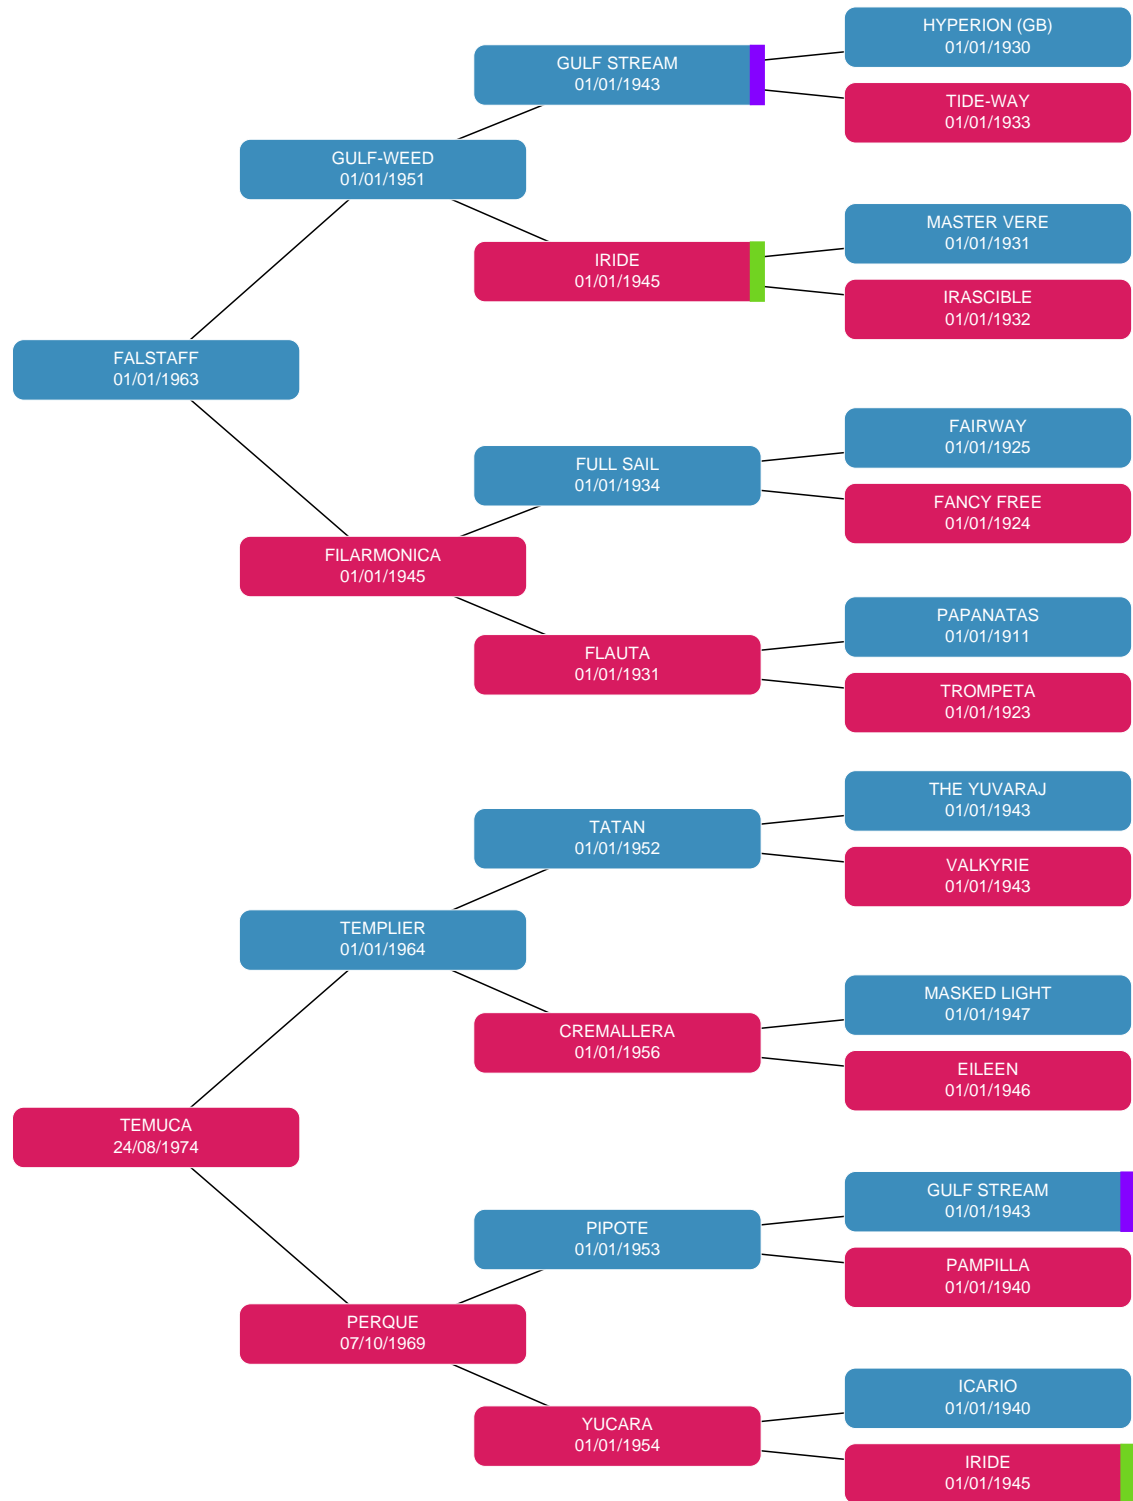 HYPERION (GB)
01/01/1930
GULF STREAM
01/01/1943
TIDE-WAY
01/01/1933
GULF-WEED
01/01/1951
MASTER VERE
01/01/1931
IRIDE
01/01/1945
IRASCIBLE
01/01/1932
FALSTAFF
01/01/1963
FAIRWAY
01/01/1925
FULL SAIL
01/01/1934
FANCY FREE
01/01/1924
FILARMONICA
01/01/1945
PAPANATAS
01/01/1911
FLAUTA
01/01/1931
TROMPETA
01/01/1923
THE YUVARAJ
01/01/1943
TATAN
01/01/1952
VALKYRIE
01/01/1943
TEMPLIER
01/01/1964
MASKED LIGHT
01/01/1947
CREMALLERA
01/01/1956
EILEEN
01/01/1946
TEMUCA
24/08/1974
GULF STREAM
01/01/1943
PIPOTE
01/01/1953
PAMPILLA
01/01/1940
PERQUE
07/10/1969
ICARIO
01/01/1940
YUCARA
01/01/1954
IRIDE
01/01/1945